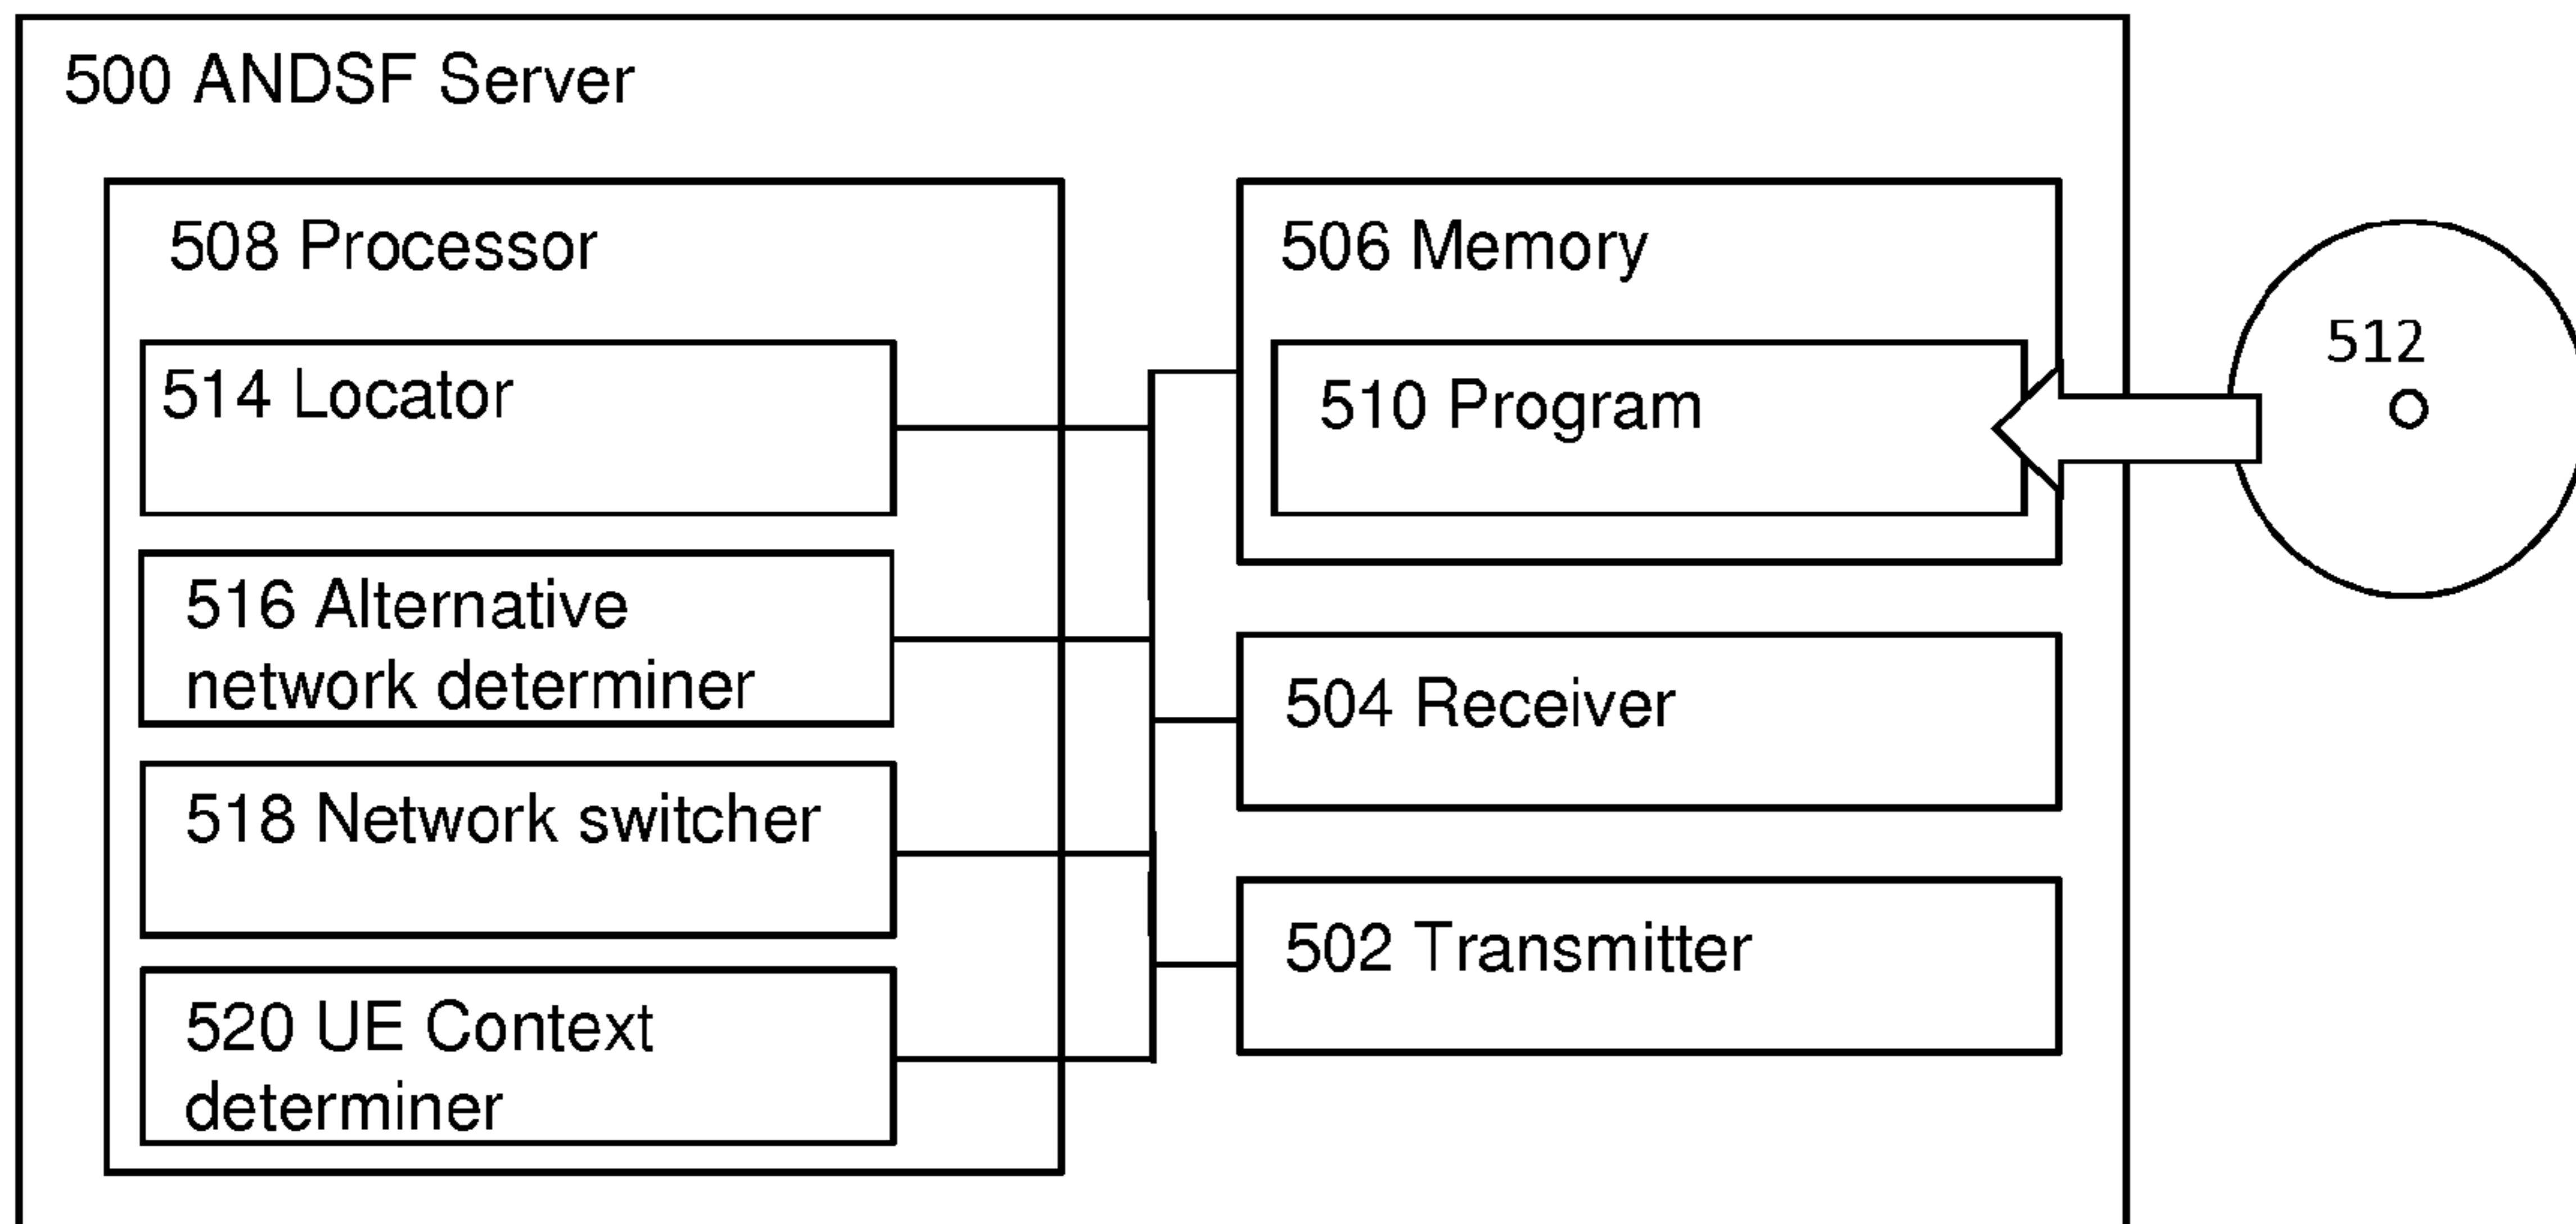 500 ANDSF Server
508 Processor
514 Locator
516 Alternative
network determiner
518 Network switcher
520 UE Context
determiner
506 Memory
510 Program
504 Receiver
502 Transmitter
512